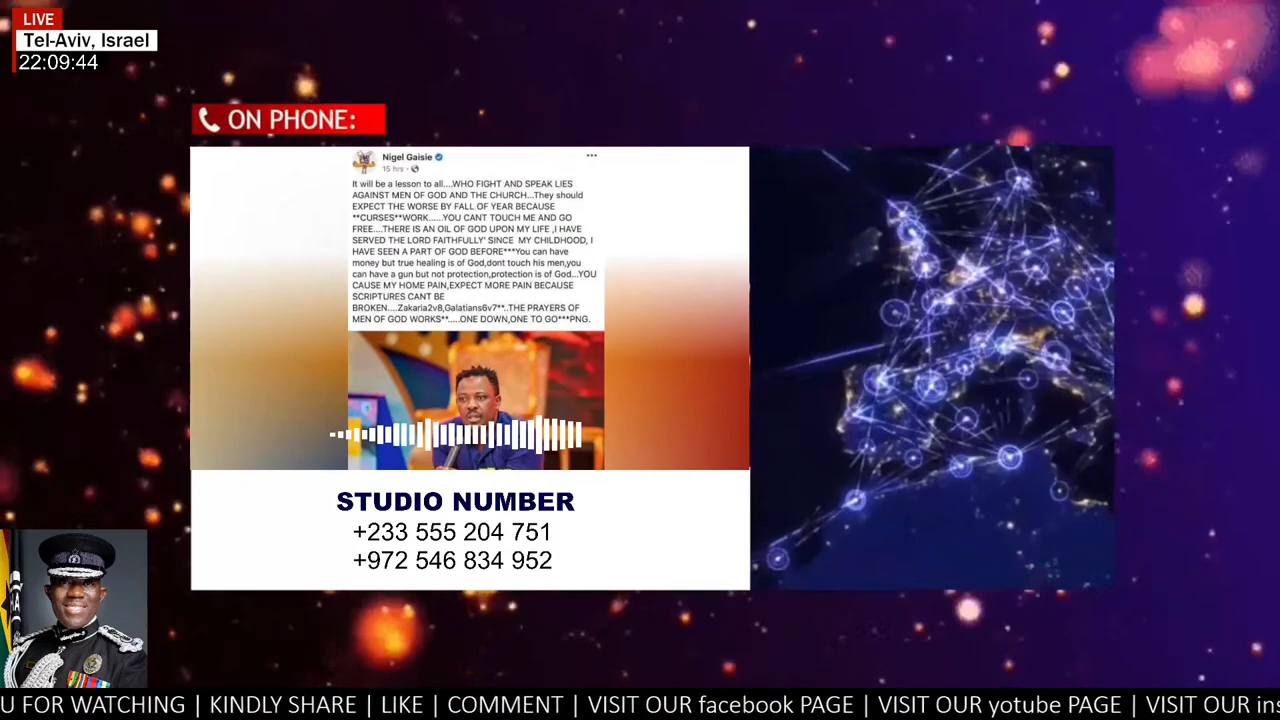 LIVE
Tel-Aviv, Israel
22:09:44
ON PHONE:
Nigel Gaisie
15 hrs ·
It will be a lesson to all....WHO FIGHT AND SPEAK LIES
AGAINST MEN OF GOD AND THE CHURCH...They should
EXPECT THE WORSE BY FALL OF YEAR BECAUSE
**CURSES**WORK......YOU CANT TOUCH ME AND GO
FREE....THERE IS AN OIL OF GOD UPON MY LIFE ,I HAVE
SERVED THE LORD FAITHFULLY' SINCE MY CHILDHOOD, I
HAVE SEEN A PART OF GOD BEFORE***You can have
money but true healing is of God,dont touch his men,you
can have a gun but not protection,protection is of God...YOU
CAUSE MY HOME PAIN,EXPECT MORE PAIN BECAUSE
SCRIPTURES CANT BE
BROKEN....Zakaria2v8,Galatians6v7**..THE PRAYERS OF
MEN OF GOD WORKS**.....ONE DOWN,ONE TO GO***PNG.
STUDIO NUMBER
+233 555 204 751
+972 546 834 952
U FOR WATCHING | KINDLY SHARE | LIKE | COMMENT | VISIT OUR facebook PAGE | VISIT OUR yotube PAGE | VISIT OUR ins